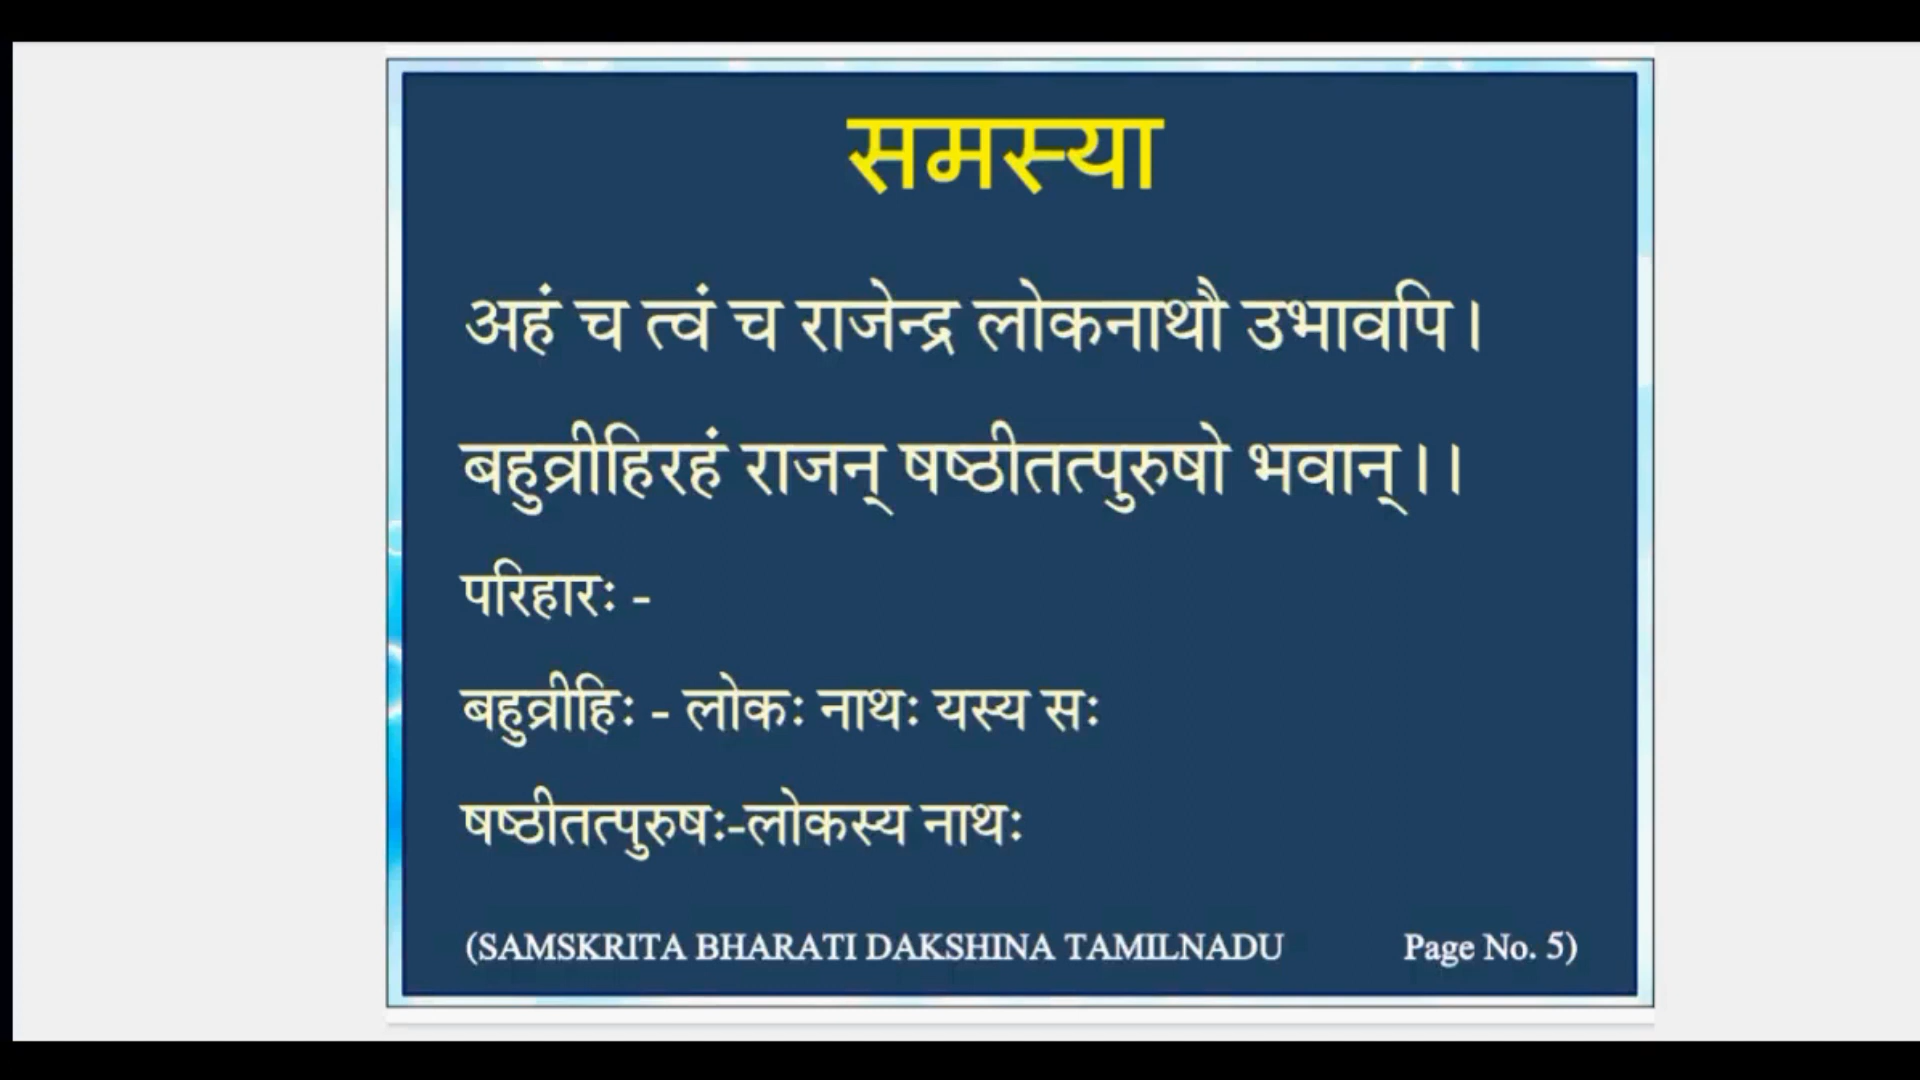 समस्या
अहं च त्वं च राजेन्द्र लोकनाथौ उभावपि।
बहुव्रीहिरहं राजन् षष्ठीतत्पुरुषो भवान्।।
परिहारः -
बहुव्रीहिः - लोकः नाथः यस्य सः
षष्ठीतत्पुरुषः-लोकस्य नाथः
(SAMSKRITA BHARATI DAKSHINA TAMILNADU Page No. 5)